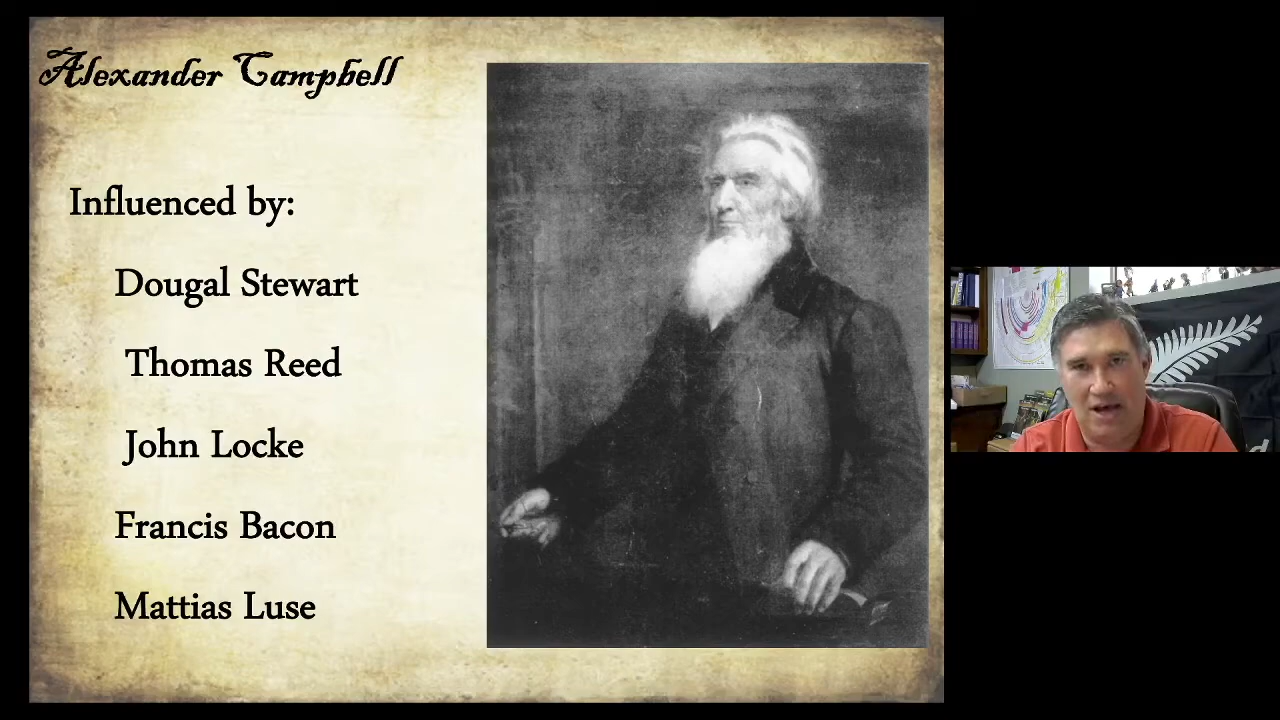 Alexander Campbell
Influenced by:
Dougal Stewart
Thomas Reed
John Locke
Francis Bacon
Mattias Luse